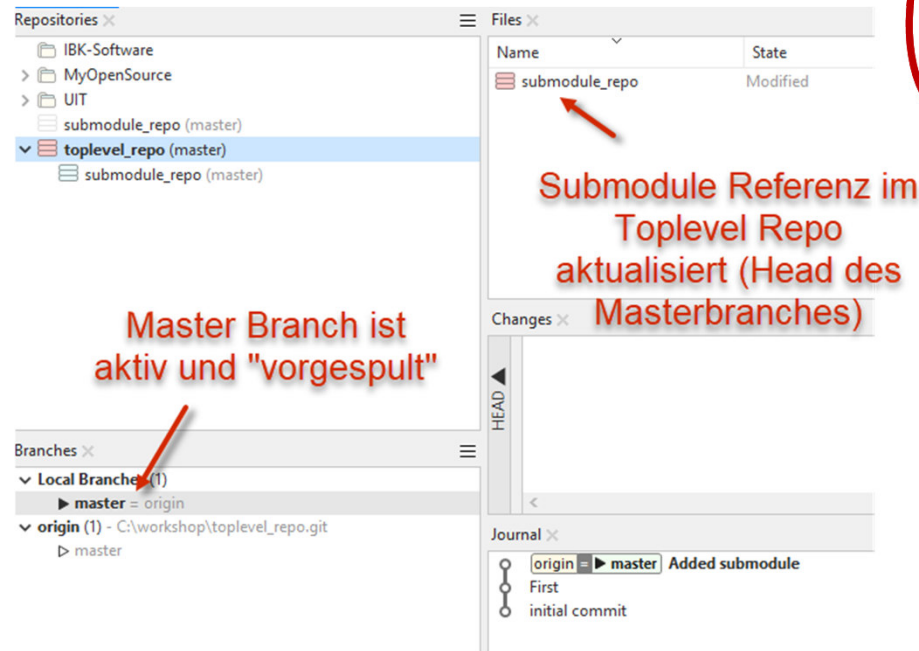 Repositories
IBK-Software
MyOpenSource
UIT
submodule_repo (master)
toplevel_repo (master)
submodule_repo (master)
Files
Name State
submodule_repo Modified
Submodule Referenz im
Toplevel Repo
aktualisiert (Head des
Masterbranches)
Master Branch ist
aktiv und "vorgespult"
Changes
HEAD
Branches
Local Branches (1)
master = origin
origin (1) - C:\workshop\toplevel_repo.git
master
Journal
origin = master Added submodule
First
initial commit